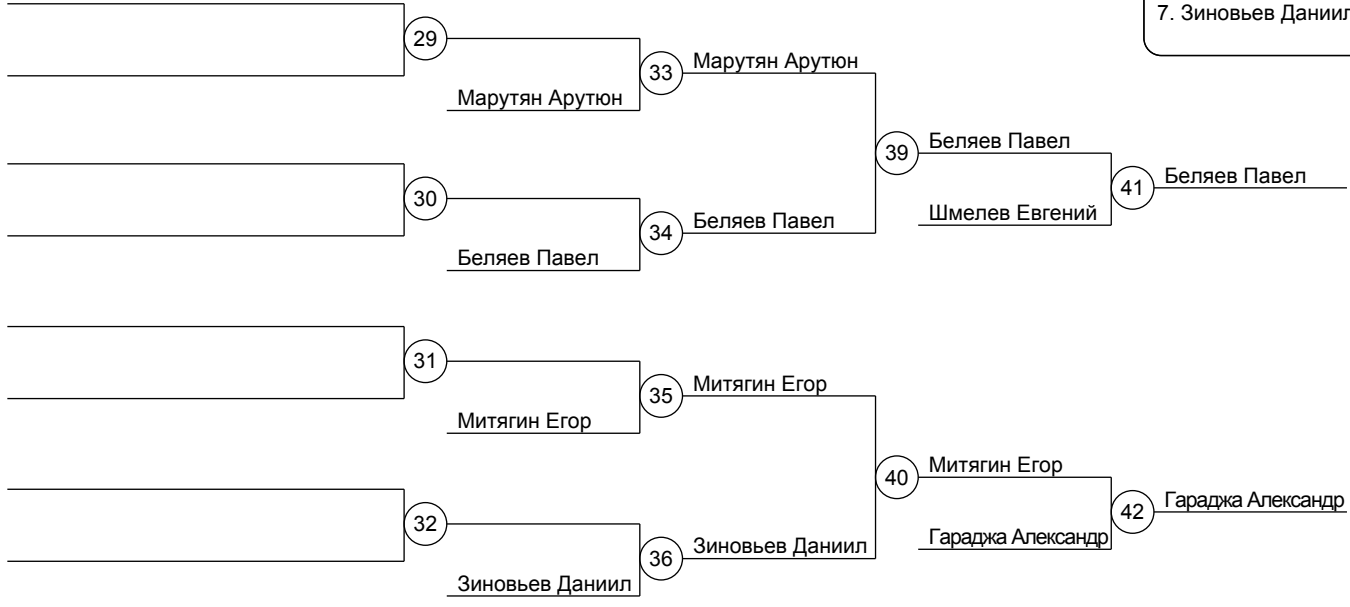 7. Зиновьев Даниил
29
33
Марутян Арутюн
Марутян Арутюн
39
Беляев Павел
41
Беляев Павел
30
34
Беляев Павел
Шмелев Евгений
Беляев Павел
31
35
Митягин Егор
Митягин Егор
40
Митягин Егор
42
Гараджа Александр
32
36
Зиновьев Даниил
Гараджа Александр
Зиновьев Даниил